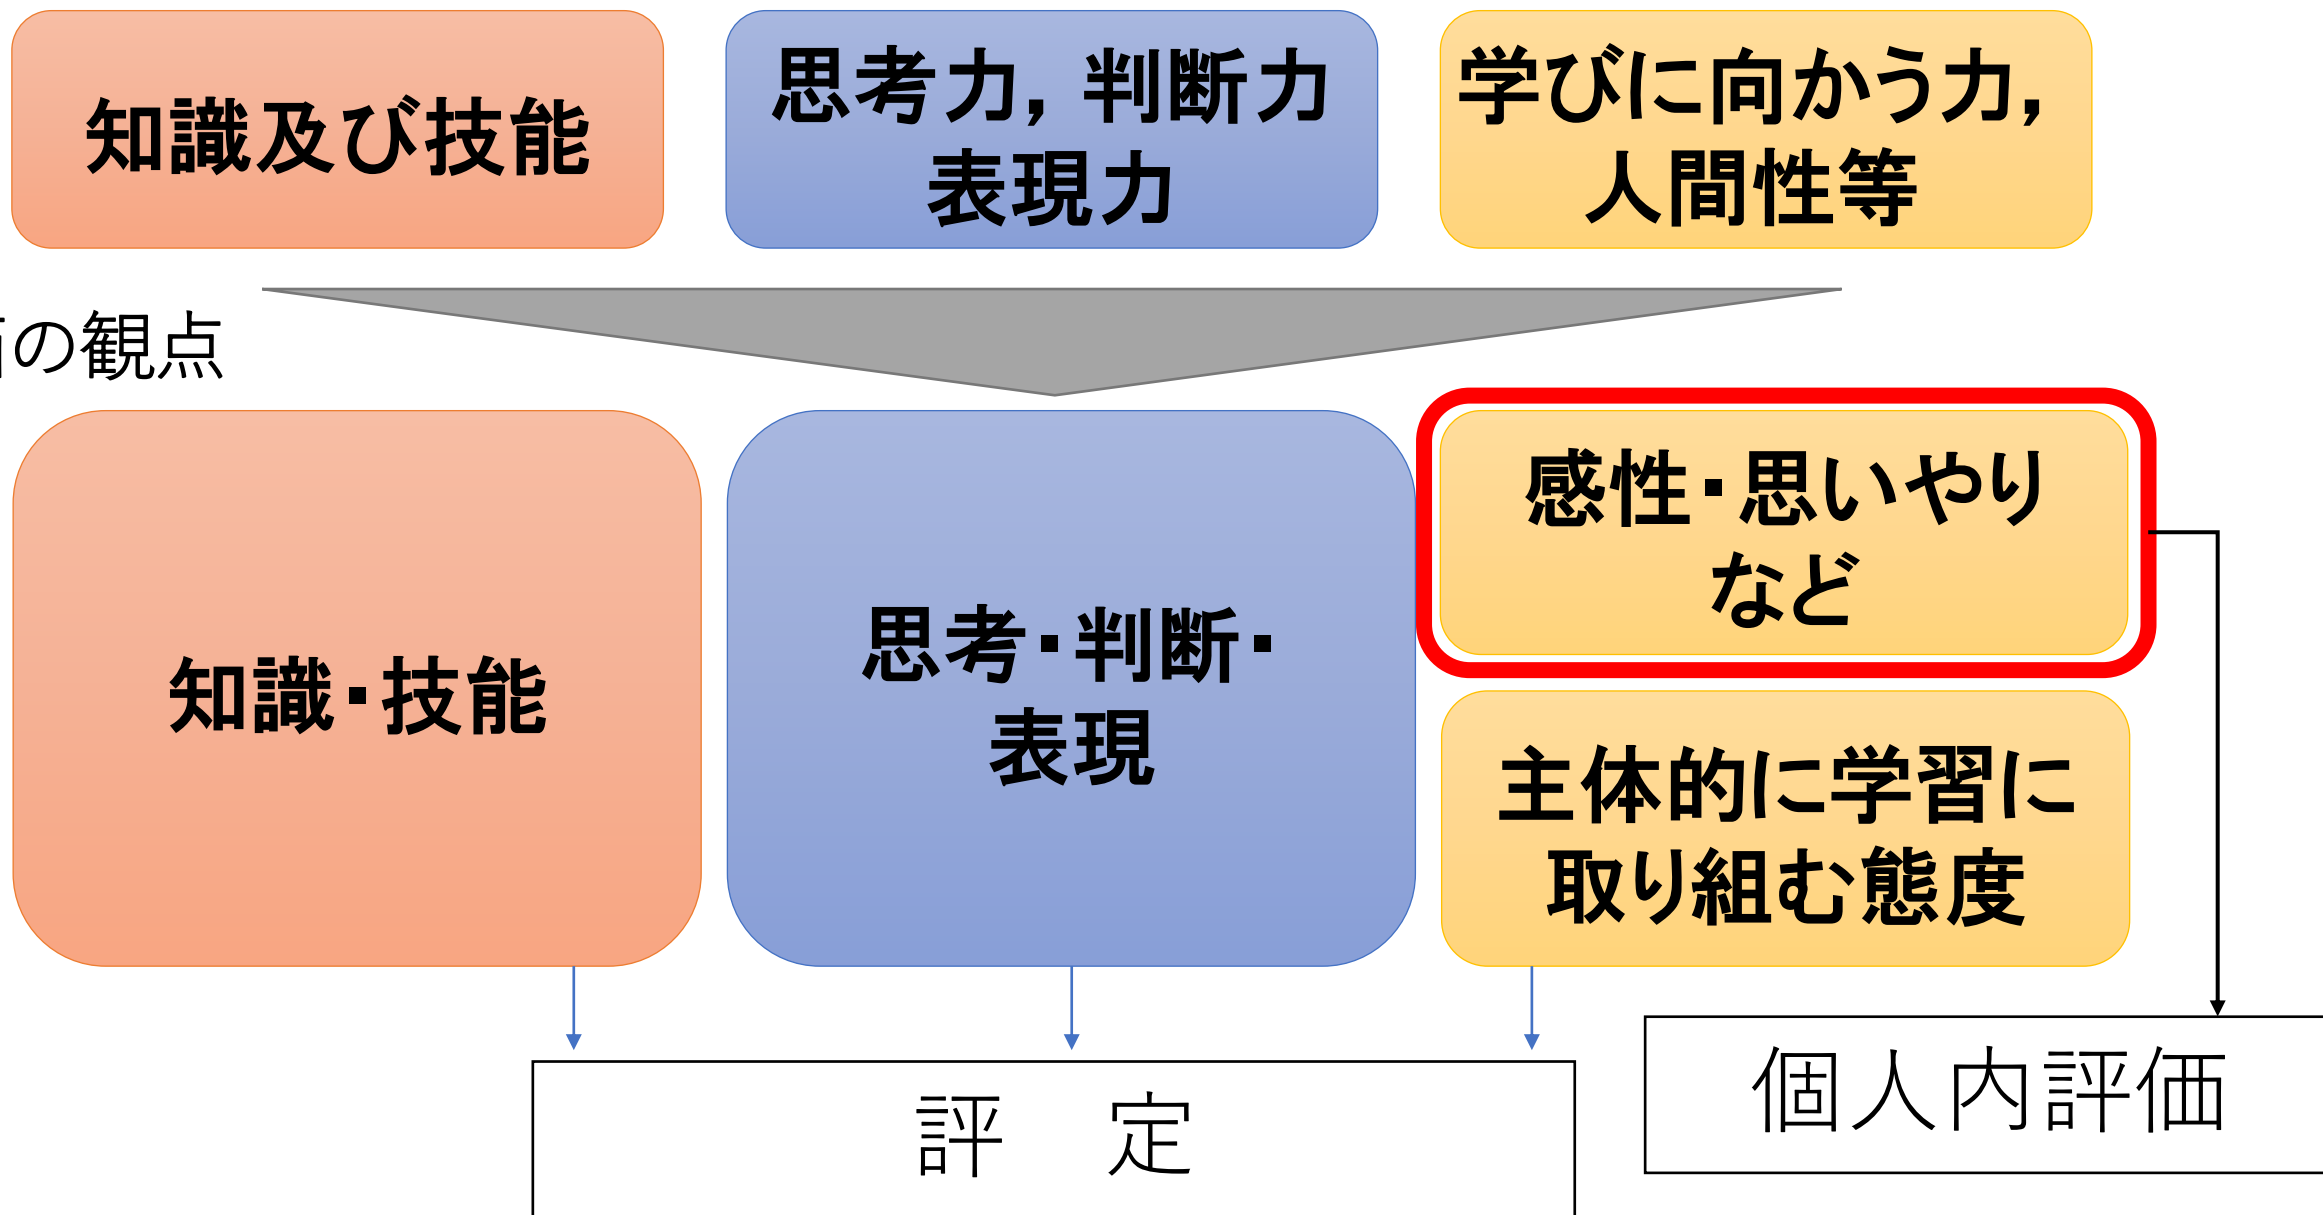 知識及び技能
思考力，判断力
表現力
学びに向かう力，
人間性等
の観点
知識・技能
思考・判断・
表現
感性・思いやり
など
主体的に学習に
取り組む態度
評　定
個人内評価